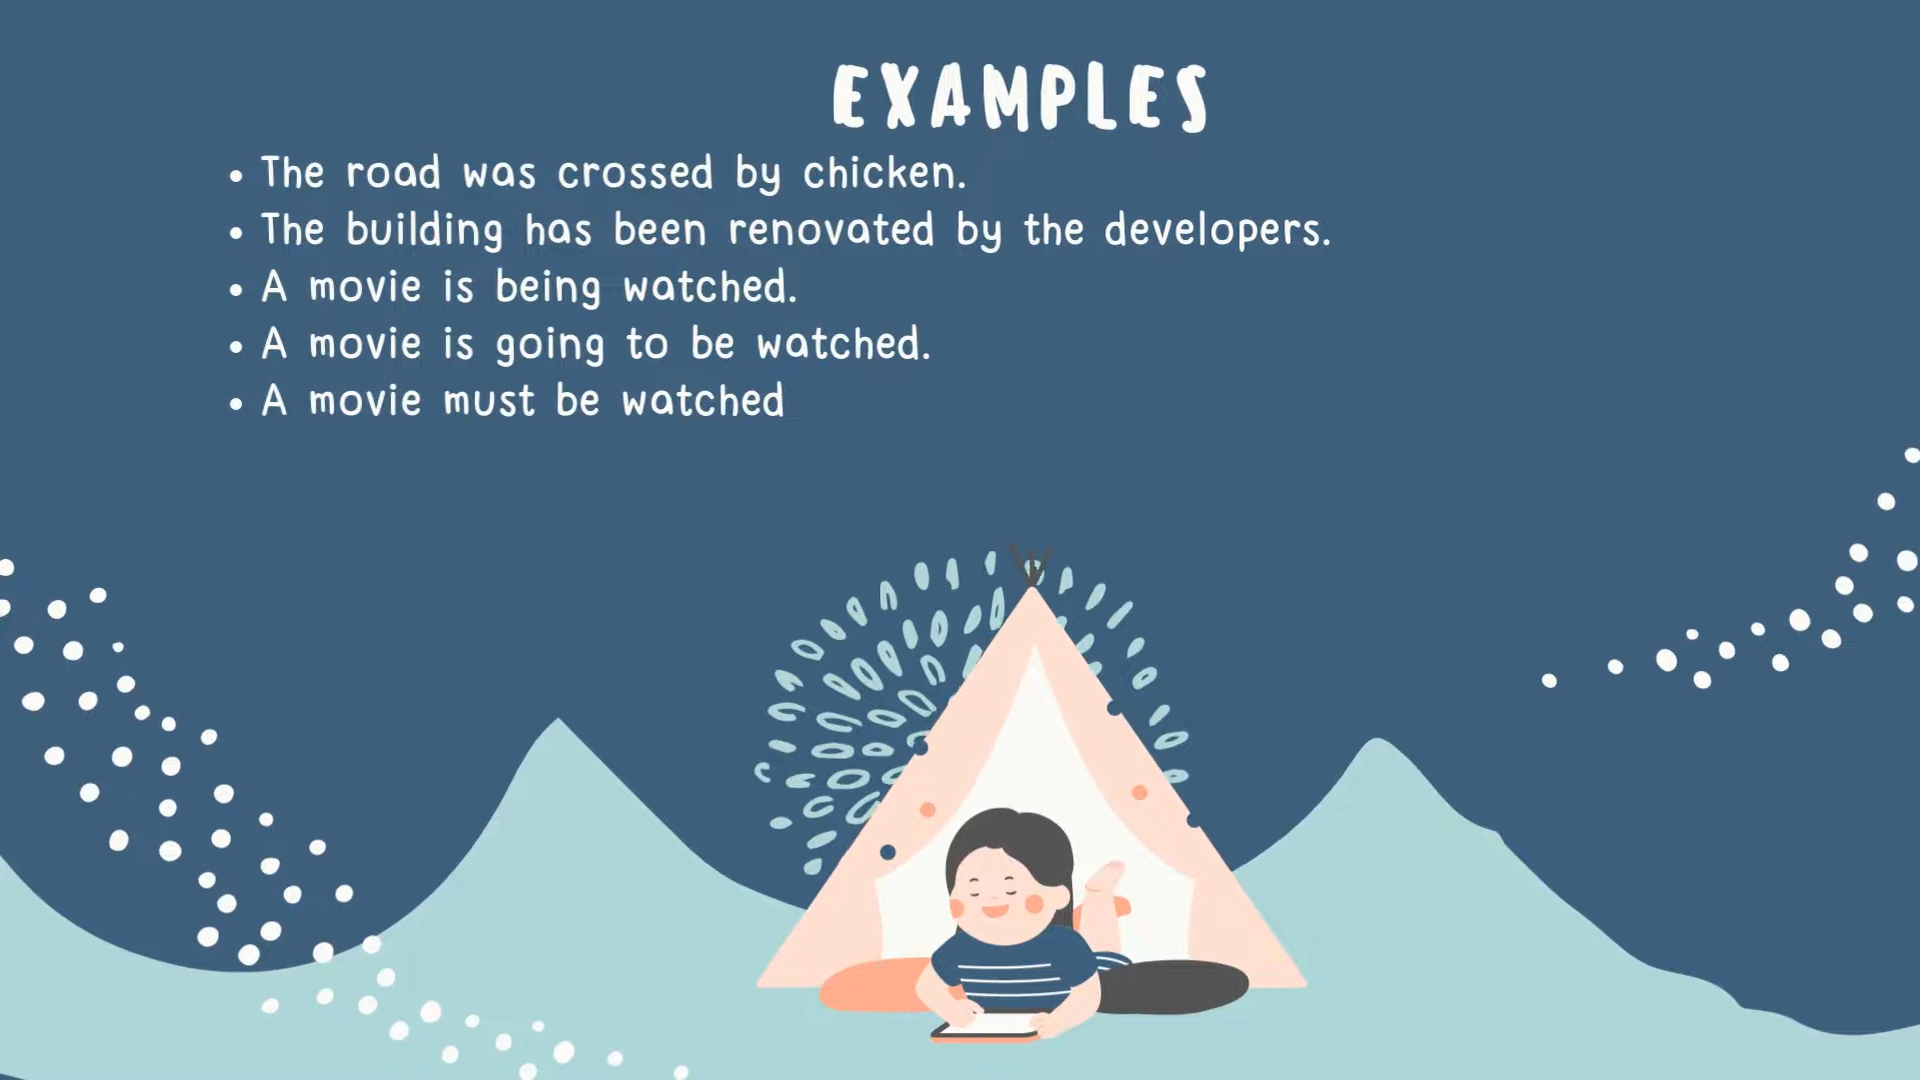 EXAMPLES
• The road was crossed by chicken.
• The building has been renovated by the developers.
• A movie is being watched.
• A movie is going to be watched.
• A movie must be watched